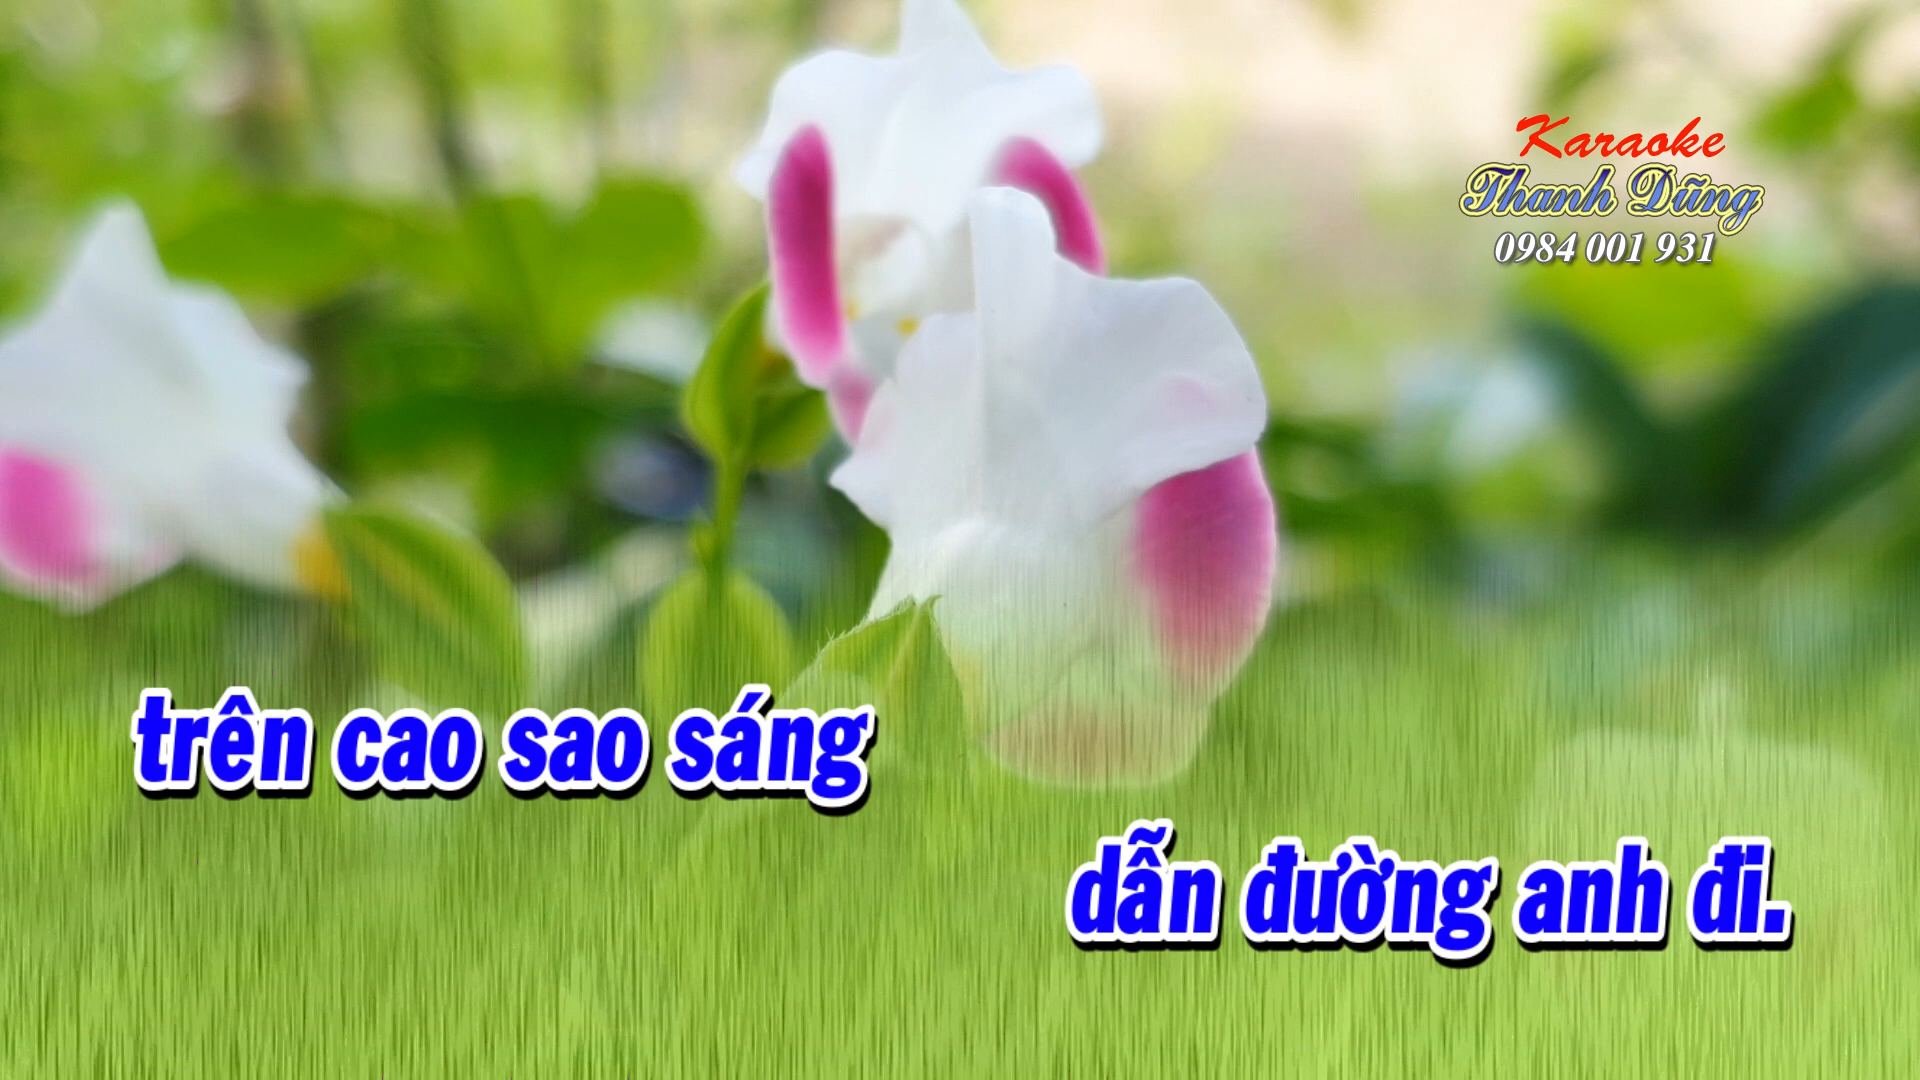 Karaoke
Thanh Dũng
0984 001 931
trên cao sao sáng
dẫn đường anh đi.